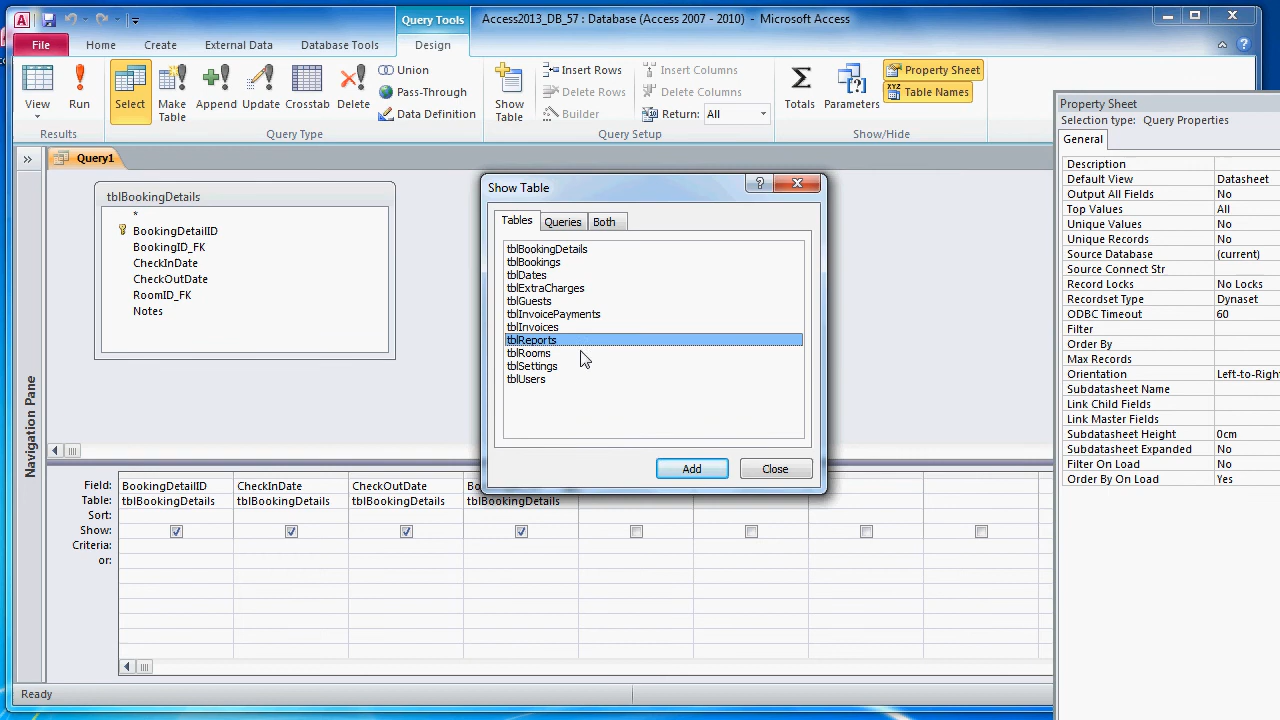 Query Tools
Access2013_DB_57 : Database (Access 2007 - 2010) Microsoft Access
File Home Create External Data Database Tools Design
View
Run
Select
Make Table
Append
Update
Crosstab
Delete
Union
Pass-Through
Data Definition
Show Table
Insert Rows
Delete Rows
Builder
Insert Columns
Delete Columns
Return: All
Totals
Parameters
Property Sheet
Table Names
Results
Query Type
Query Setup
Show/Hide
Query1
Navigation Pane
tblBookingDetails
*
BookingDetailID
BookingID_FK
CheckInDate
CheckOutDate
RoomID_FK
Notes
Show Table
Tables Queries Both
tblBookingDetails
tblBookings
tblDates
tblExtraCharges
tblGuests
tblInvoicePayments
tblInvoices
tblReports
tblRooms
tblSettings
tblUsers
Add Close
Property Sheet
Selection type: Query Properties
General
Description
Default View Datasheet
Output All Fields No
Top Values All
Unique Values No
Unique Records No
Source Database (current)
Source Connect Str
Record Locks No Locks
Recordset Type Dynaset
ODBC Timeout 60
Filter
Order By
Max Records
Orientation Left-to-Right
Subdatasheet Name
Link Child Fields
Link Master Fields
Subdatasheet Height 0cm
Subdatasheet Expanded No
Filter On Load No
Order By On Load Yes
Field: BookingDetailID CheckInDate CheckOutDate
Table: tblBookingDetails tblBookingDetails tblBookingDetails tblBookingDetails
Sort:
Show:
Criteria:
or:
Ready